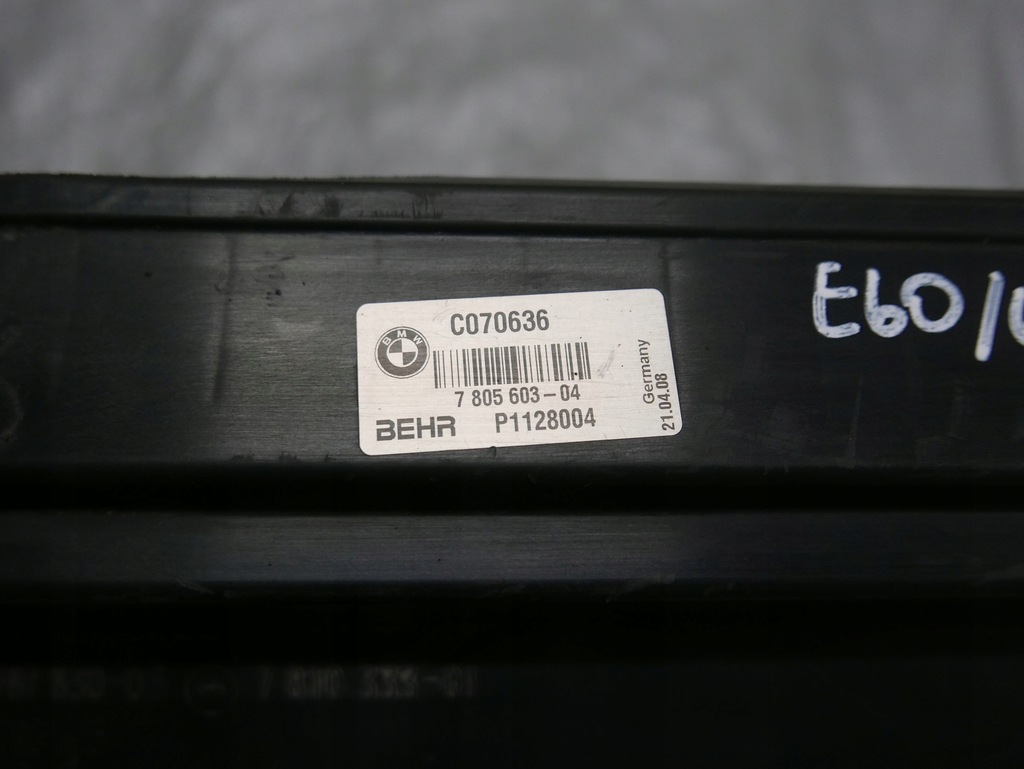 C070636
BMW
7 805 603-04
BEHR P1128004
Germany
21.04.08
E60/